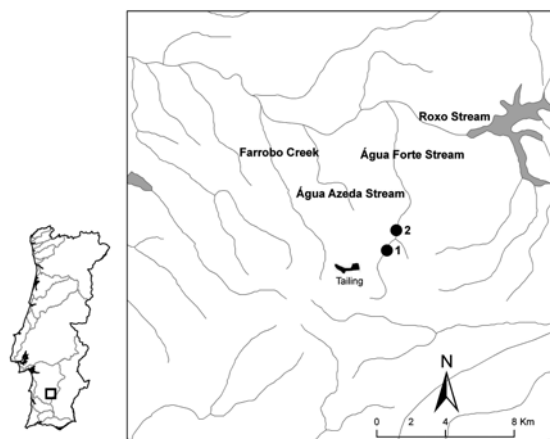 Roxo Stream
Farrobo Creek
Água Forte Stream
Água Azeda Stream
2
1
Tailing
N
0 2 4 8 Km